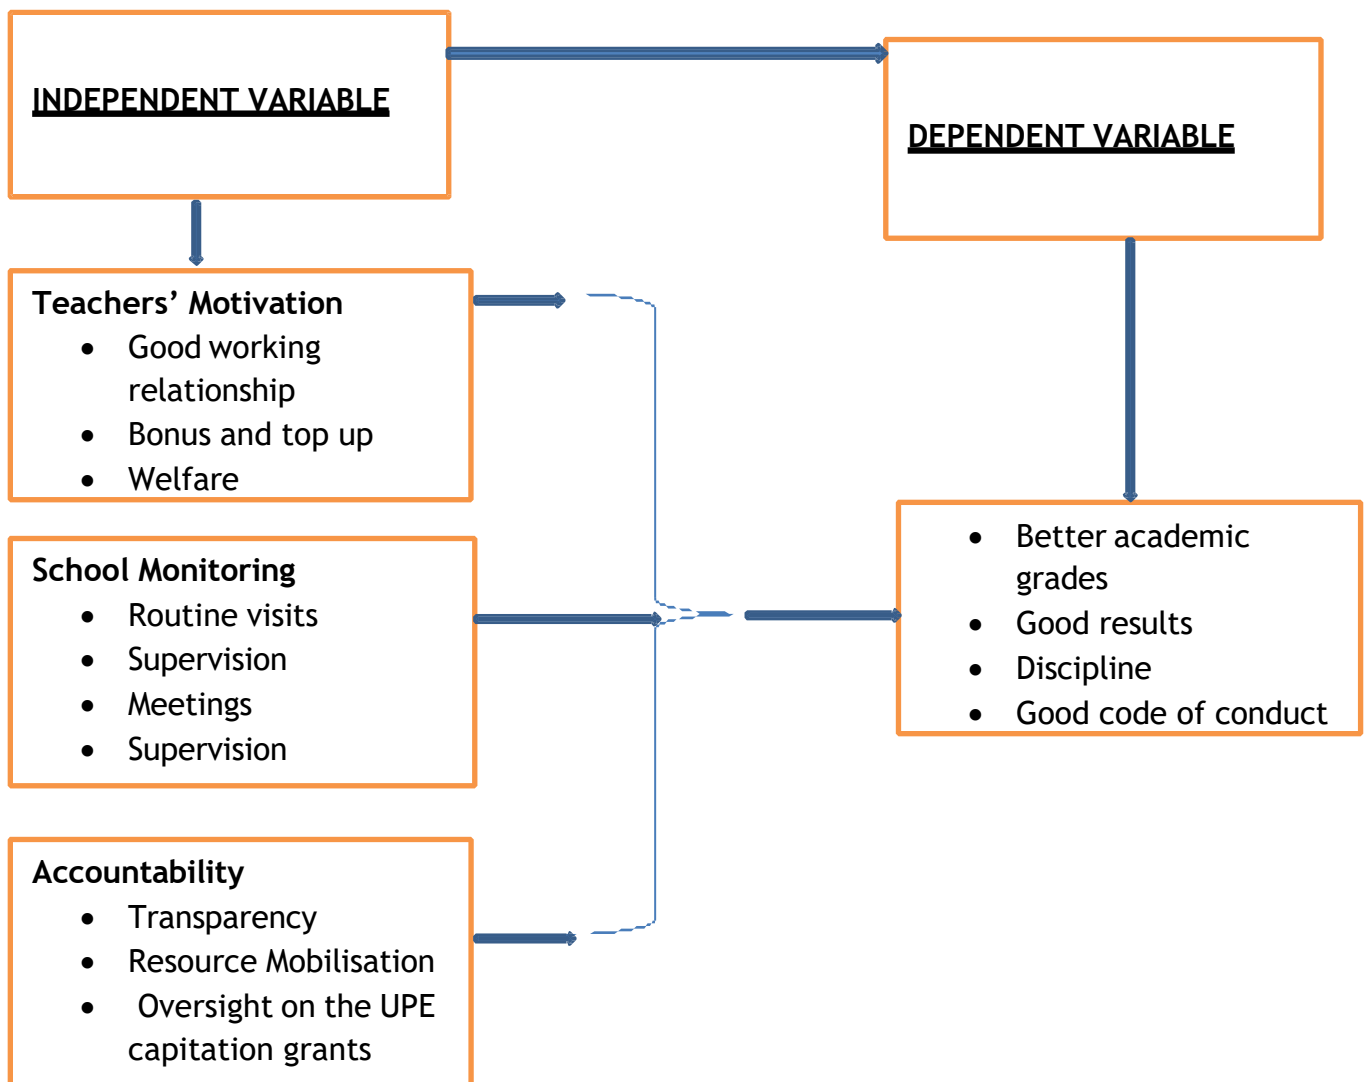 INDEPENDENT VARIABLE
DEPENDENT VARIABLE
Teachers’ Motivation
• Good working
relationship
• Bonus and top up
• Welfare
School Monitoring
• Routine visits
• Supervision
• Meetings
• Supervision
Accountability
• Transparency
• Resource Mobilisation
• Oversight on the UPE
capitation grants
• Better academic
grades
• Good results
• Discipline
• Good code of conduct